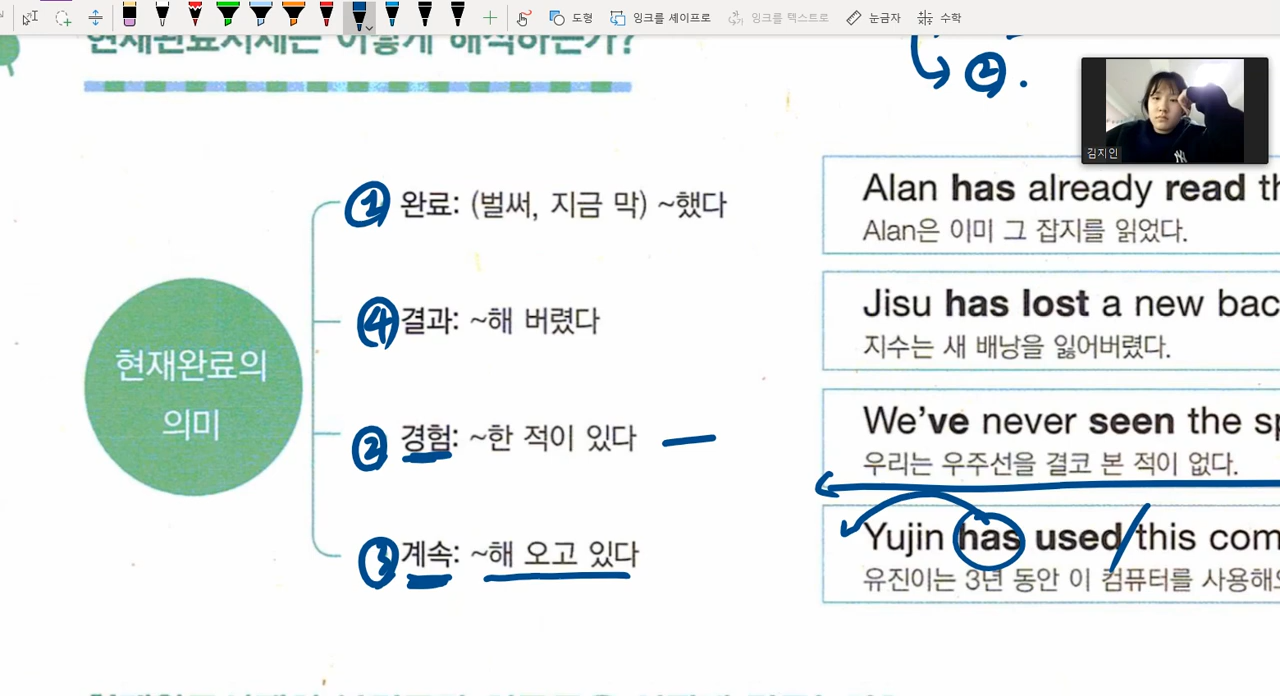 도형
잉크를 셰이프로
잉크를 텍스트로
눈금자
수학
현재완료시제는 어떻게 해석하는가?
②.
김지인
① 완료: (벌써, 지금 막) ~했다
④ 결과: ~해 버렸다
② 경험: ~한 적이 있다
③ 계속: ~해 오고 있다
현재완료의
의미
Alan has already read th
Alan은 이미 그 잡지를 읽었다.
Jisu has lost a new bac
지수는 새 배낭을 잃어버렸다.
We've never seen the sp
우리는 우주선을 결코 본 적이 없다.
Yujin has used/this com
유진이는 3년 동안 이 컴퓨터를 사용해오